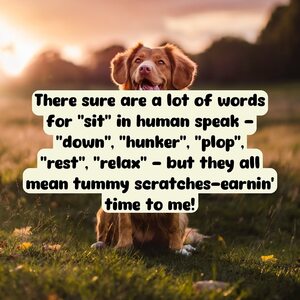 There sure are a lot of words
for "sit" in human speak –
"down", "hunker", "plop",
"rest", "relax" – but they all
mean tummy scratches-earnin'
time to me!